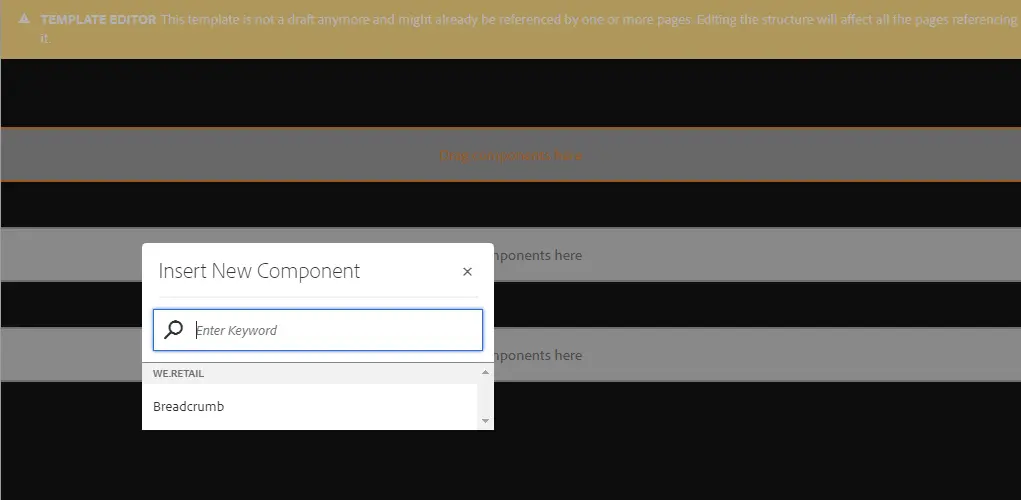 TEMPLATE EDITOR This template is not a draft anymore and might already be referenced by one or more pages. Editing the structure will affect all the pages referencing
it.
Drag components here
mponents here
Insert New Component
Enter Keyword
mponents here
WE.RETAIL
Breadcrumb